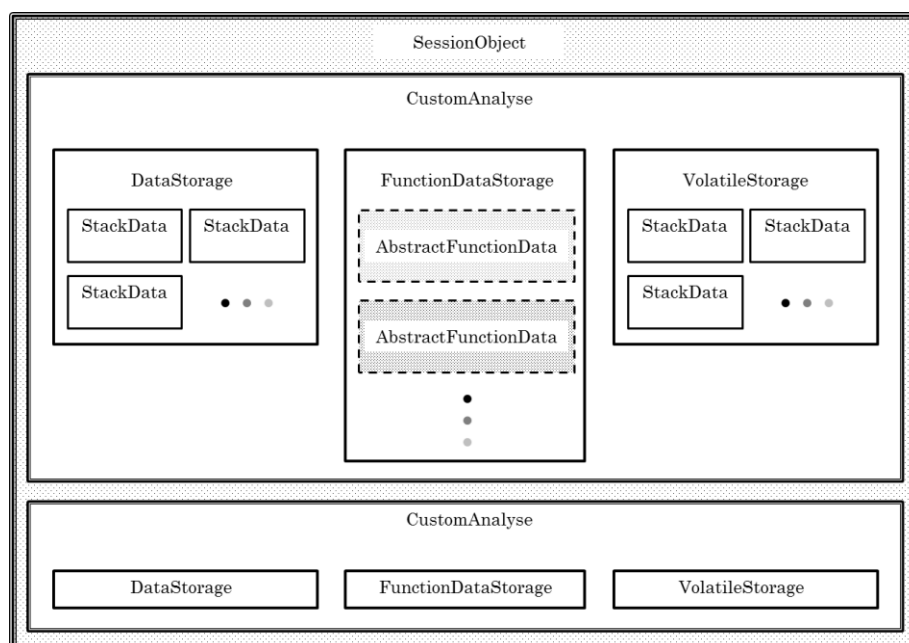 SessionObject
CustomAnalyse
DataStorage
StackData
StackData
StackData
FunctionDataStorage
AbstractFunctionData
AbstractFunctionData
VolatileStorage
StackData
StackData
StackData
CustomAnalyse
DataStorage
FunctionDataStorage
VolatileStorage